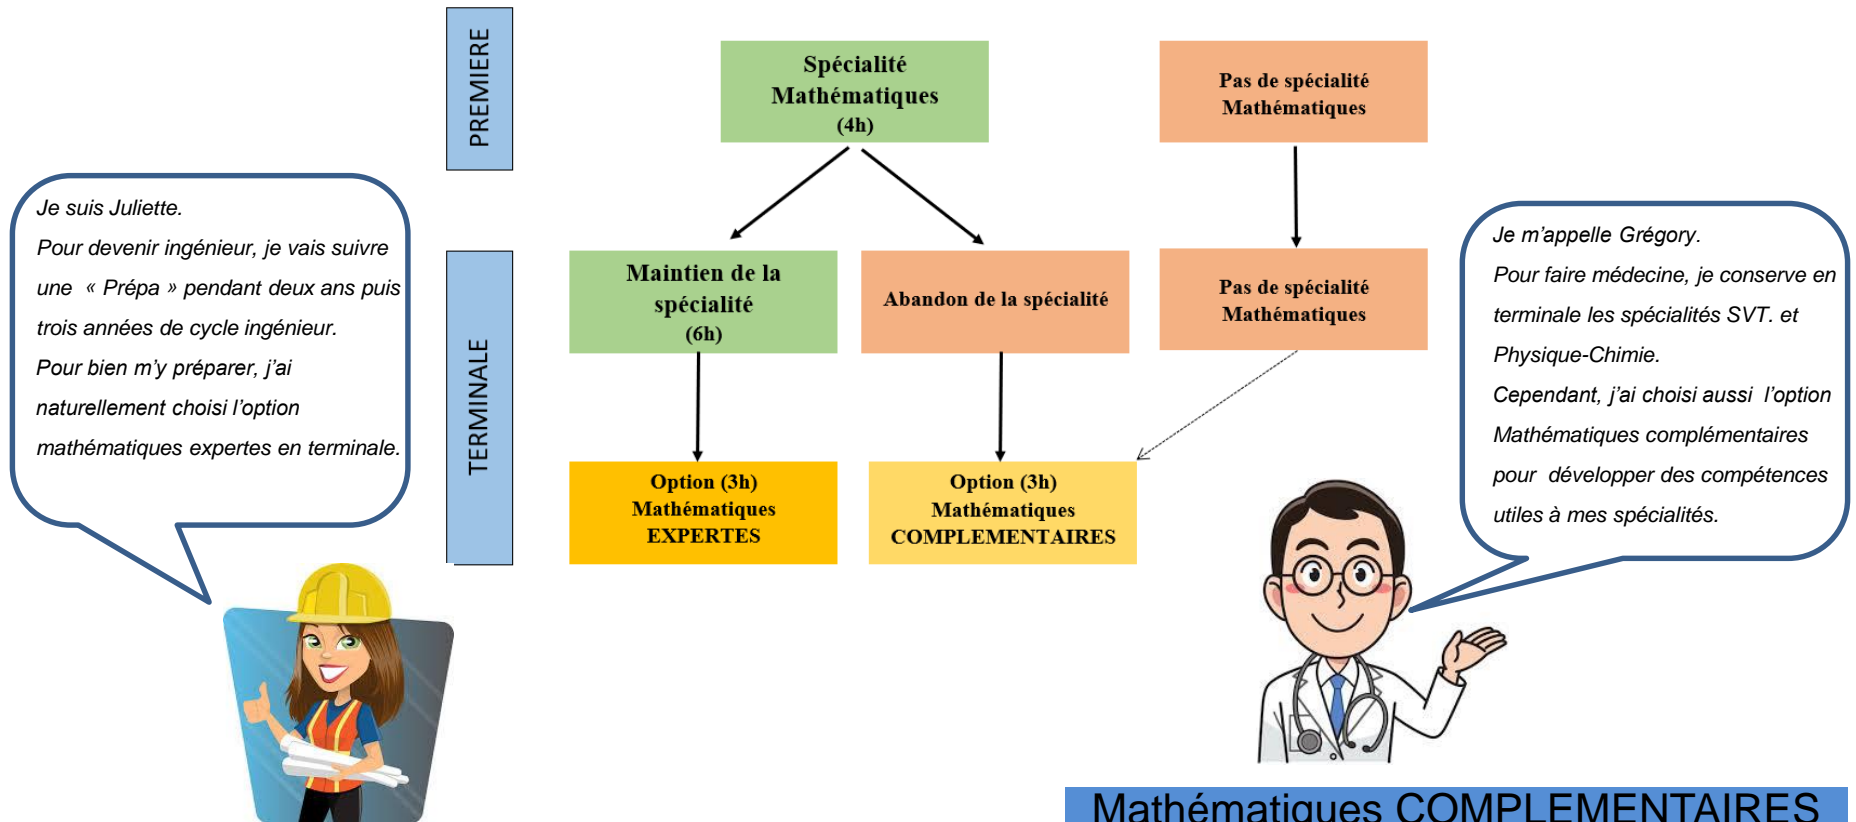 PREMIERE
Spécialité
Mathématiques
(4h)
Pas de spécialité
Mathématiques
Je suis Juliette.
Pour devenir ingénieur, je vais suivre
une « Prépa » pendant deux ans puis
trois années de cycle ingénieur.
Pour bien m'y préparer, j'ai
naturellement choisi l'option
mathématiques expertes en terminale.
TERMINALE
Maintien de la
spécialité
(6h)
Abandon de la spécialité
Pas de spécialité
Mathématiques
Option (3h)
Mathématiques
EXPERTES
Option (3h)
Mathématiques
COMPLEMENTAIRES
Je m'appelle Grégory.
Pour faire médecine, je conserve en
terminale les spécialités SVT. et
Physique-Chimie.
Cependant, j'ai choisi aussi l'option
Mathématiques complémentaires
pour développer des compétences
utiles à mes spécialités.
Mathématiques COMPLEMENTAIRES